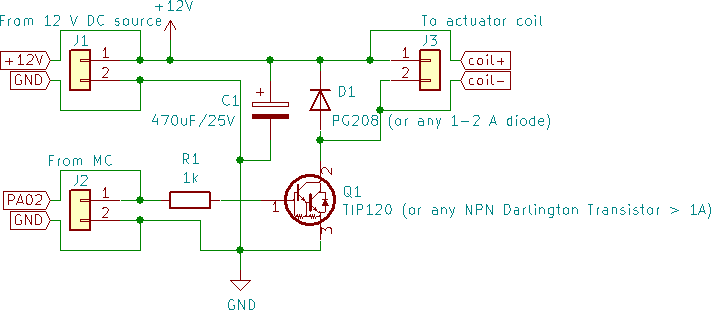 +12V
From 12 V DC source
To actuator coil
J1
J3
+12V
1
1
coil+
GND
2
2
coil-
+
C1
D1
470uF/25V
PG208 (or any 1-2 A diode)
From MC
R1
J2
1k
2
Q1
PA02
1
1
TIP120 (or any NPN Darlington Transistor > 1A)
GND
2
3
GND